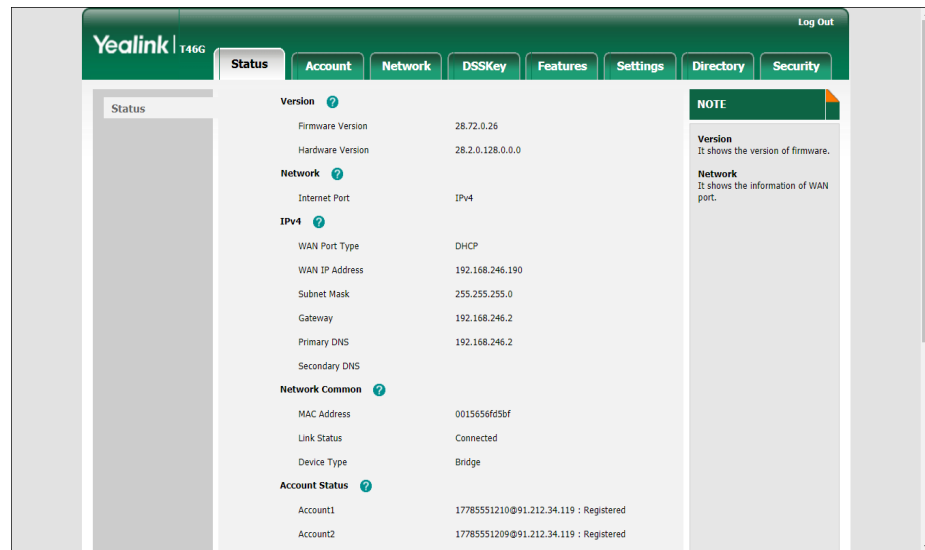 Log Out
Yealink | T46G
Status Account Network DSSKey Features Settings Directory Security
Status
Version ?
Firmware Version 28.72.0.26
Hardware Version 28.2.0.128.0.0.0
Network ?
Internet Port IPv4
IPv4 ?
WAN Port Type DHCP
WAN IP Address 192.168.246.190
Subnet Mask 255.255.255.0
Gateway 192.168.246.2
Primary DNS 192.168.246.2
Secondary DNS
Network Common ?
MAC Address 0015656fd5bf
Link Status Connected
Device Type Bridge
Account Status ?
Account1 17785551210@91.212.34.119 : Registered
Account2 17785551209@91.212.34.119 : Registered
NOTE
Version
It shows the version of firmware.
Network
It shows the information of WAN
port.